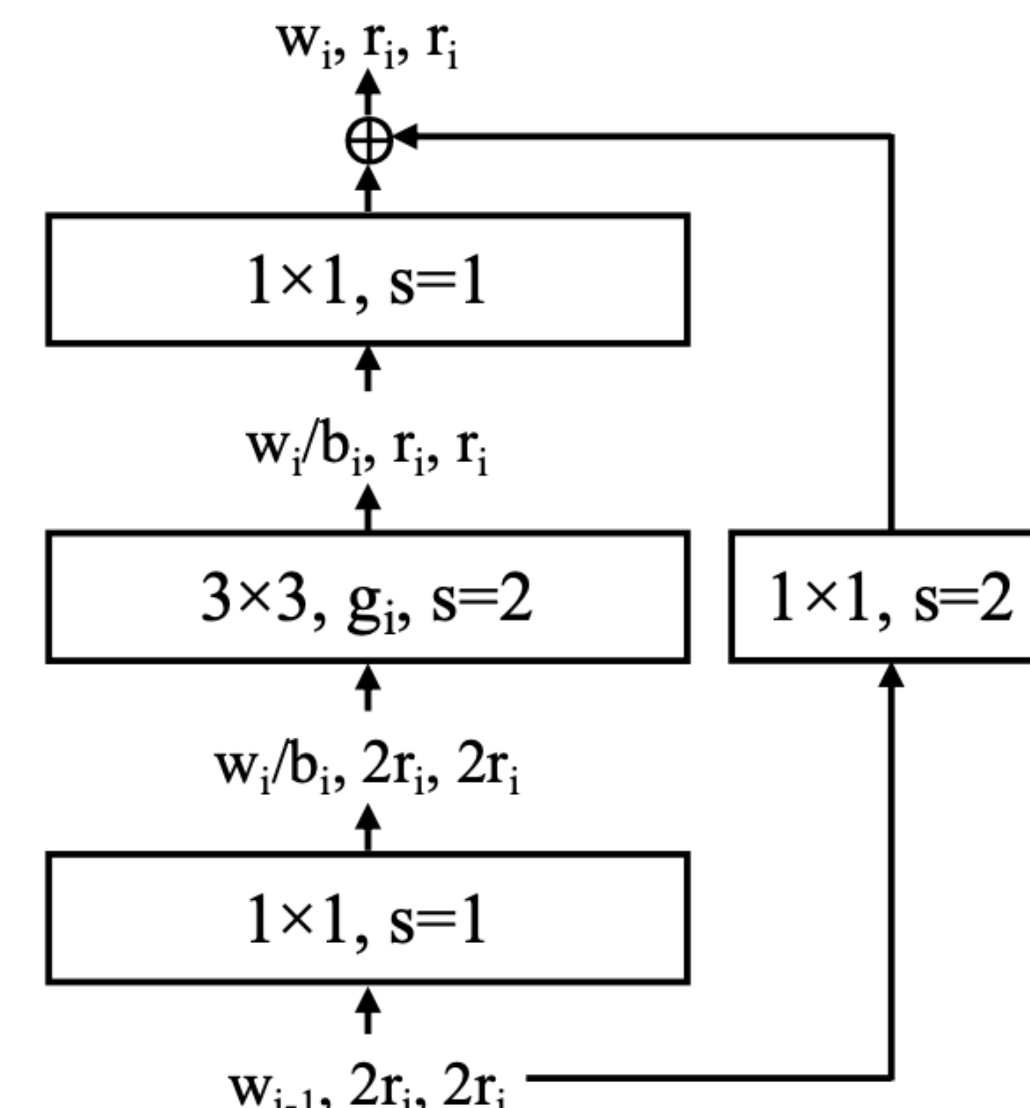 wᵢ, rᵢ, rᵢ
1×1, s=1
wᵢ/bᵢ, rᵢ, rᵢ
3×3, gᵢ, s=2
1×1, s=2
wᵢ/bᵢ, 2rᵢ, 2rᵢ
1×1, s=1
wᵢ₋₁, 2rᵢ, 2rᵢ